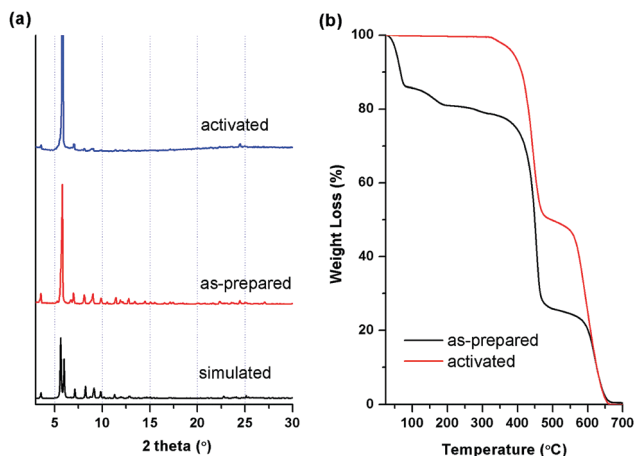 (a)
activated
as-prepared
simulated
5 10 15 20 25 30
2 theta (°)
(b)
100
80
60
40
20
0
Weight Loss (%)
as-prepared
activated
100 200 300 400 500 600 700
Temperature (°C)